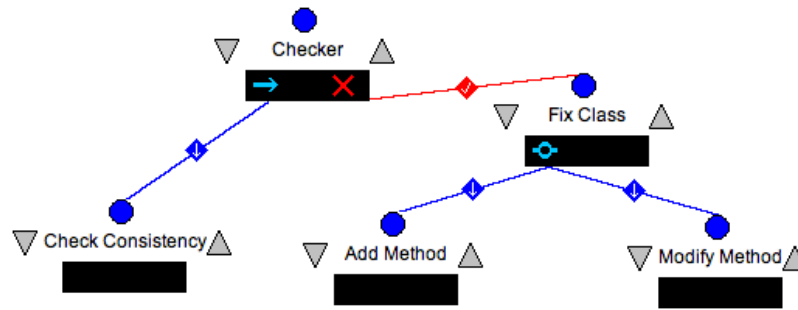 Checker
Fix Class
Check Consistency
Add Method
Modify Method